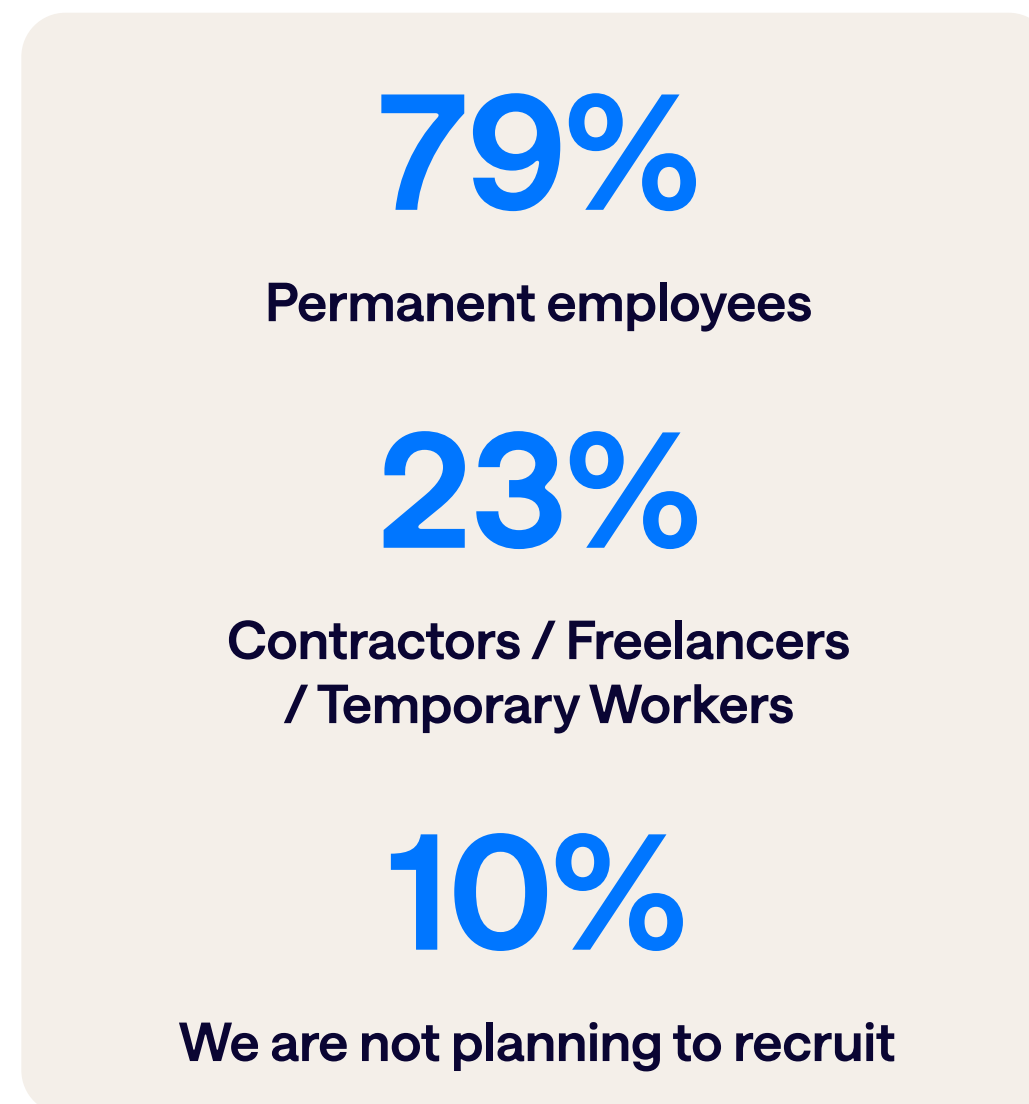 79%
Permanent employees
23%
Contractors / Freelancers
/ Temporary Workers
10%
We are not planning to recruit